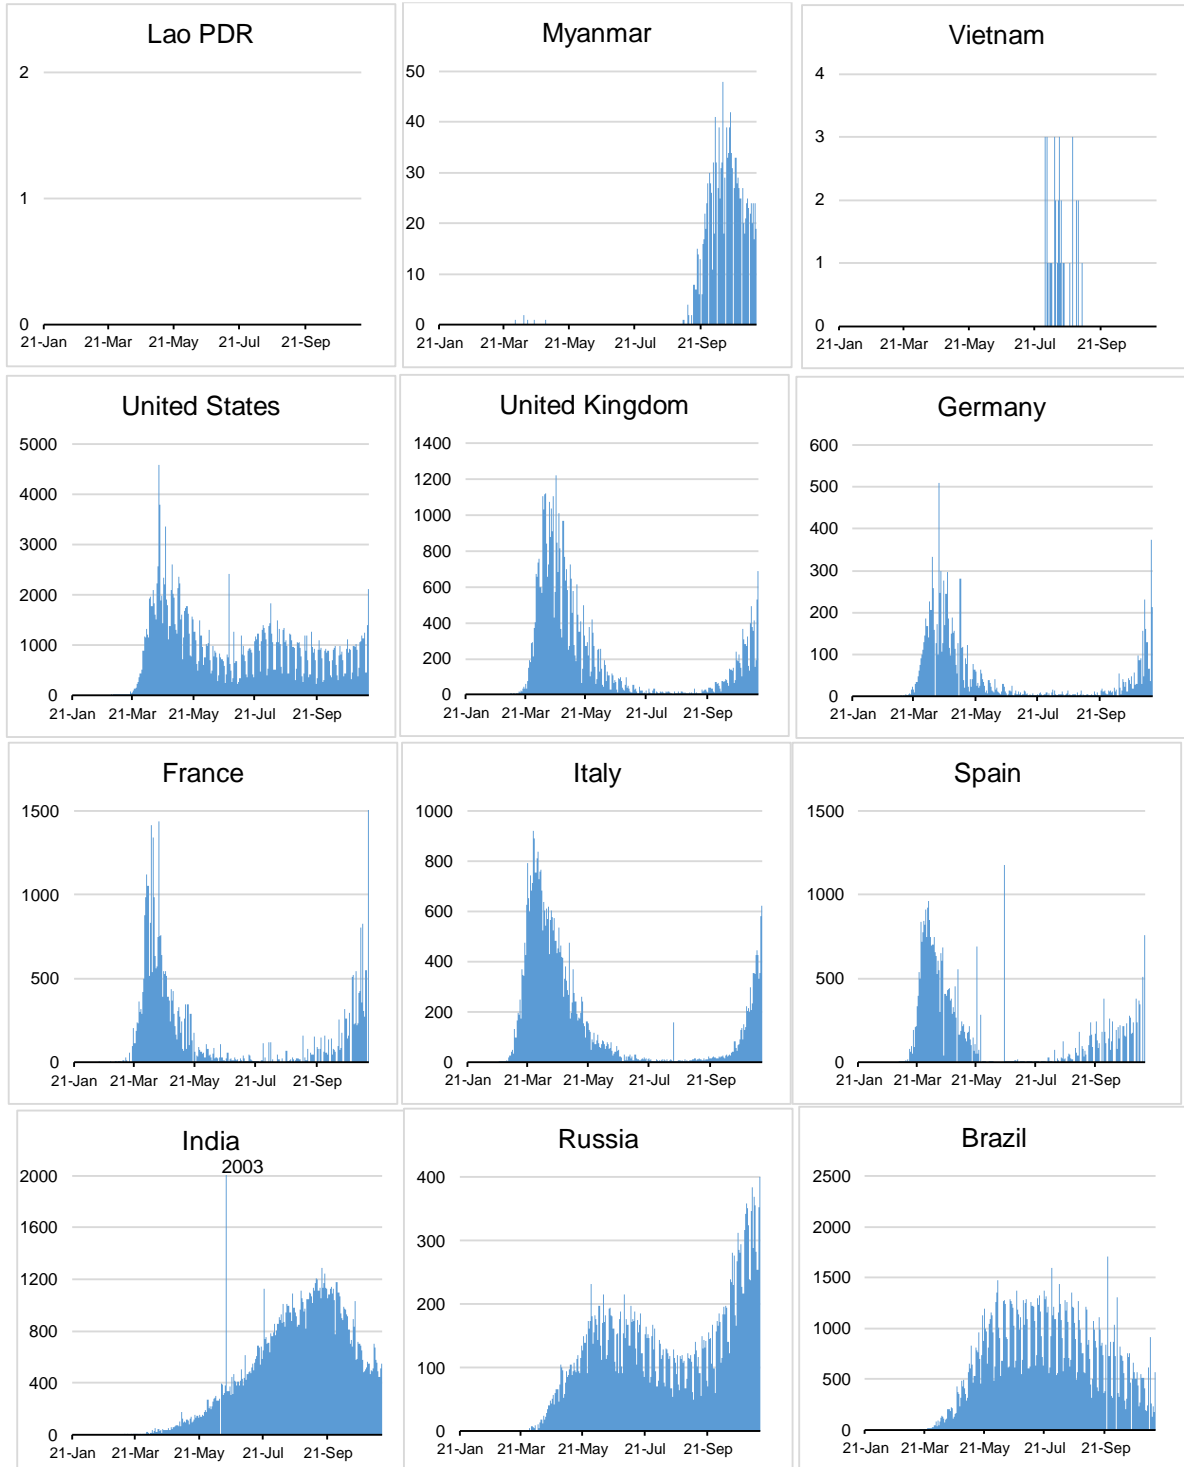 Lao PDR
2
1
0
21-Jan 21-Mar 21-May 21-Jul 21-Sep
Myanmar
50
40
30
20
10
0
21-Jan 21-Mar 21-May 21-Jul 21-Sep
Vietnam
4
3
2
1
0
21-Jan 21-Mar 21-May 21-Jul 21-Sep
United States
5000
4000
3000
2000
1000
0
21-Jan 21-Mar 21-May 21-Jul 21-Sep
United Kingdom
1400
1200
1000
800
600
400
200
0
21-Jan 21-Mar 21-May 21-Jul 21-Sep
Germany
600
500
400
300
200
100
0
21-Jan 21-Mar 21-May 21-Jul 21-Sep
France
1500
1000
500
0
21-Jan 21-Mar 21-May 21-Jul 21-Sep
Italy
1000
800
600
400
200
0
21-Jan 21-Mar 21-May 21-Jul 21-Sep
Spain
1500
1000
500
0
21-Jan 21-Mar 21-May 21-Jul 21-Sep
India
2003
2000
1600
1200
800
400
0
21-Jan 21-Mar 21-May 21-Jul 21-Sep
Russia
400
300
200
100
0
21-Jan 21-Mar 21-May 21-Jul 21-Sep
Brazil
2500
2000
1500
1000
500
0
21-Jan 21-Mar 21-May 21-Jul 21-Sep